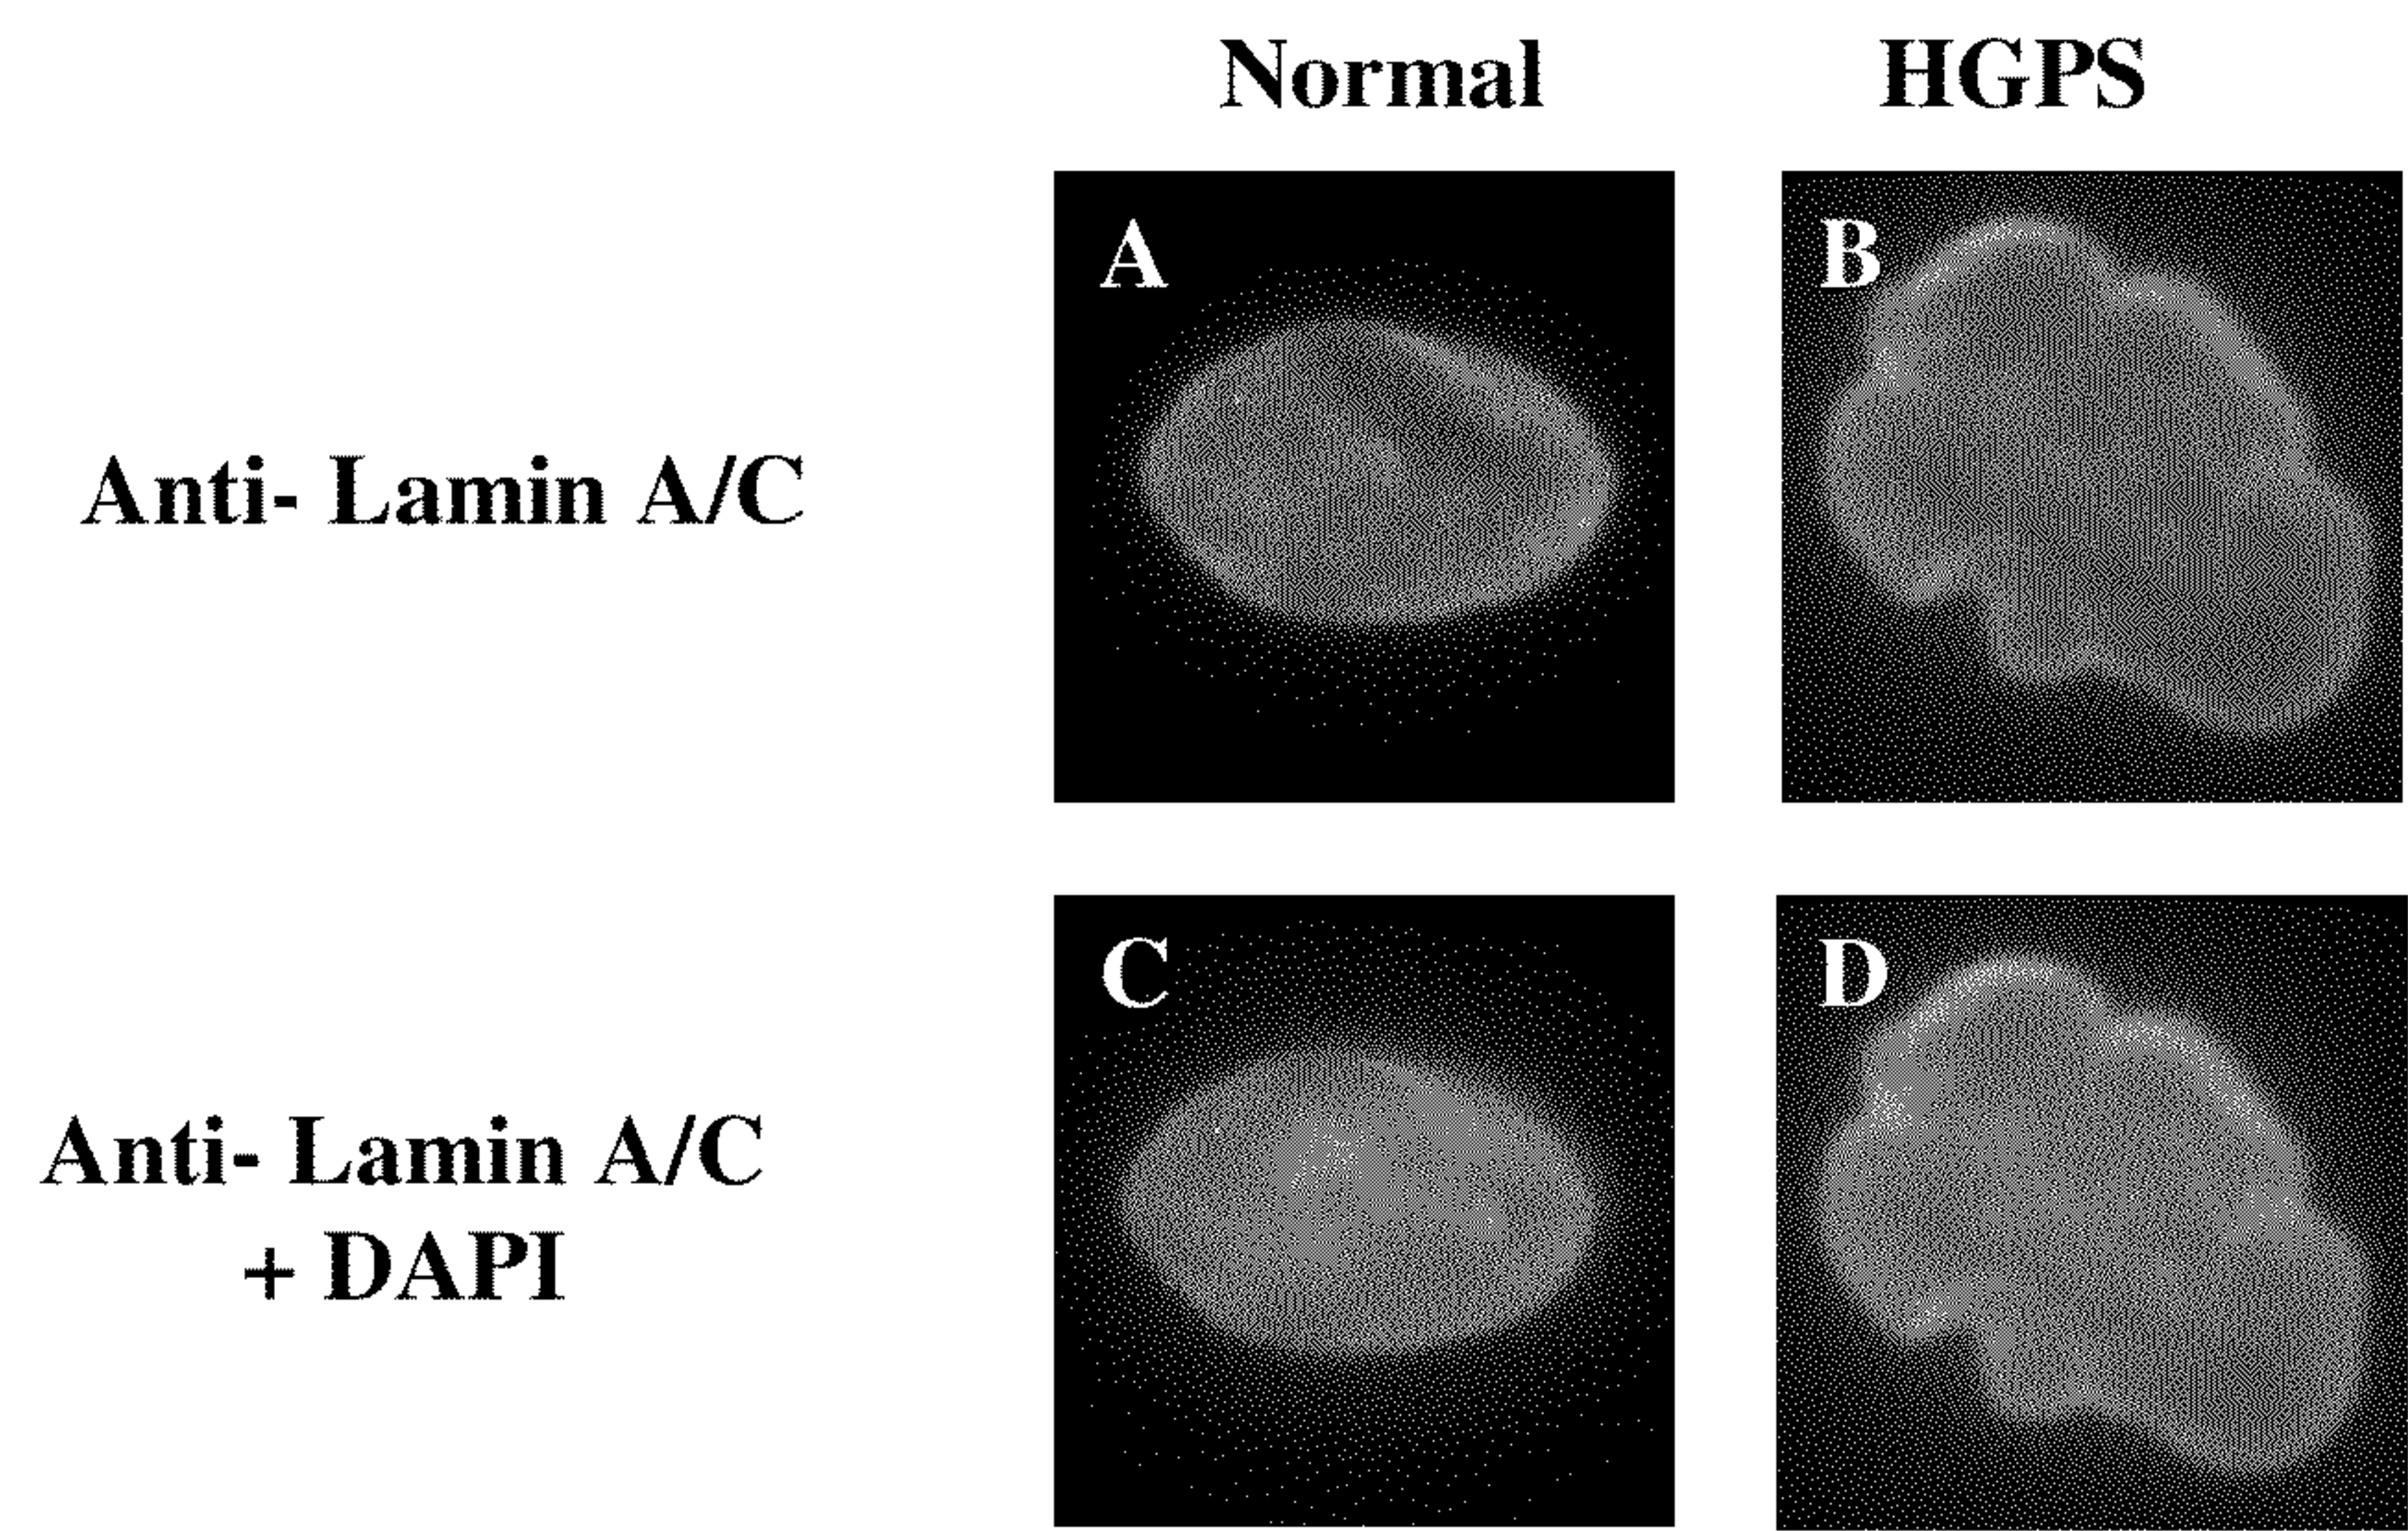 Normal HGPS
A B
Anti- Lamin A/C
C D
Anti- Lamin A/C
+ DAPI